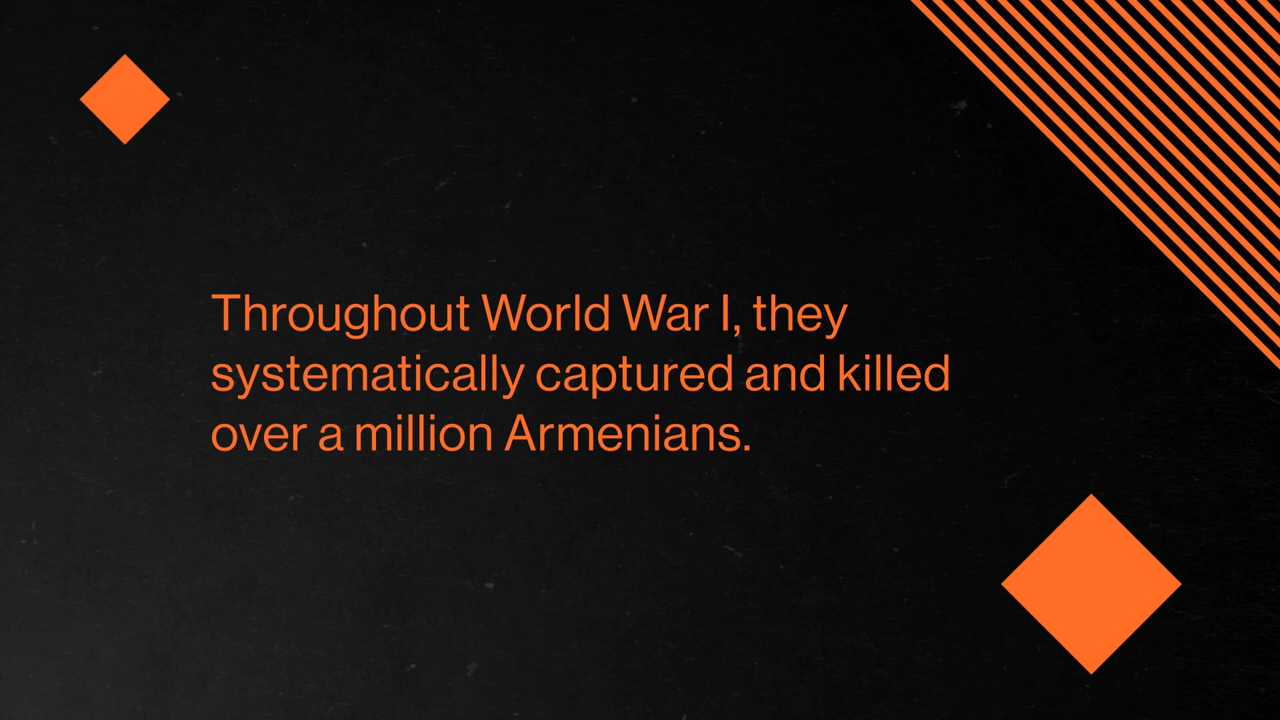 Throughout World War I, they
systematically captured and killed
over a million Armenians.